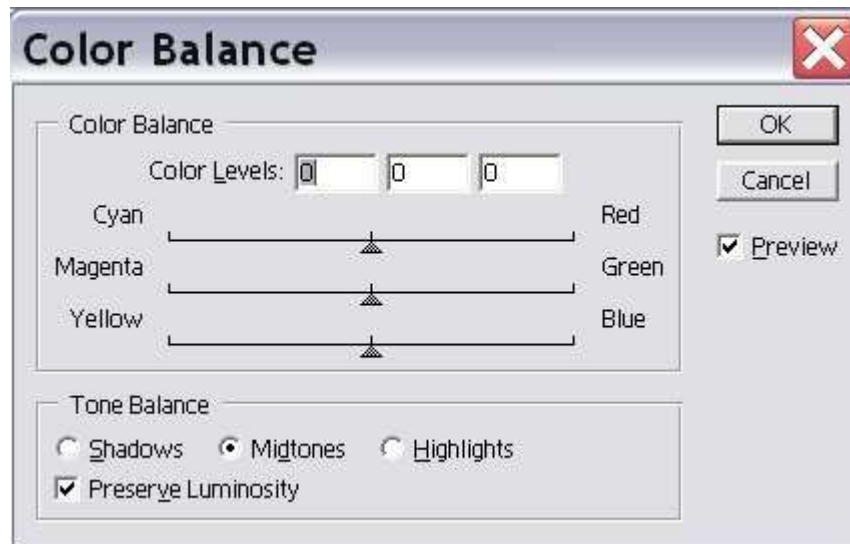 Color Balance
Color Balance
Color Levels: 0 0 0
Cyan Red
Magenta Green
Yellow Blue
OK
Cancel
Preview
Tone Balance
Shadows Midtones Highlights
Preserve Luminosity